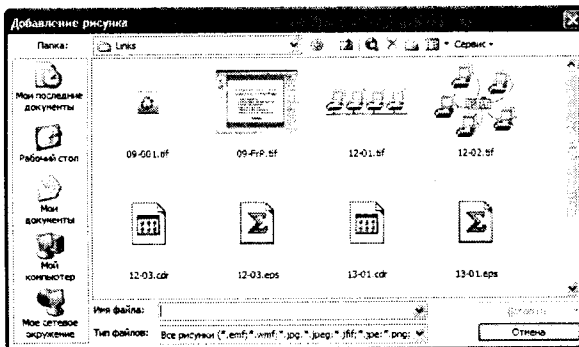 Добавление рисунка
Папка:
Links
Сервис
Мои последние
документы
Рабочий стол
Мои
документы
Мой
компьютер
Мое сетевое
окружение
09-001.tif
09-FrP.tif
12-01.tif
12-02.tif
12-03.cdr
12-03.eps
13-01.cdr
13-01.eps
Имя файла:
Тип файлов:
Все рисунки (*.emf;*.wmf;*.jpg;*.jpeg;*.jfif;*.jpe;*.png;
Отмена